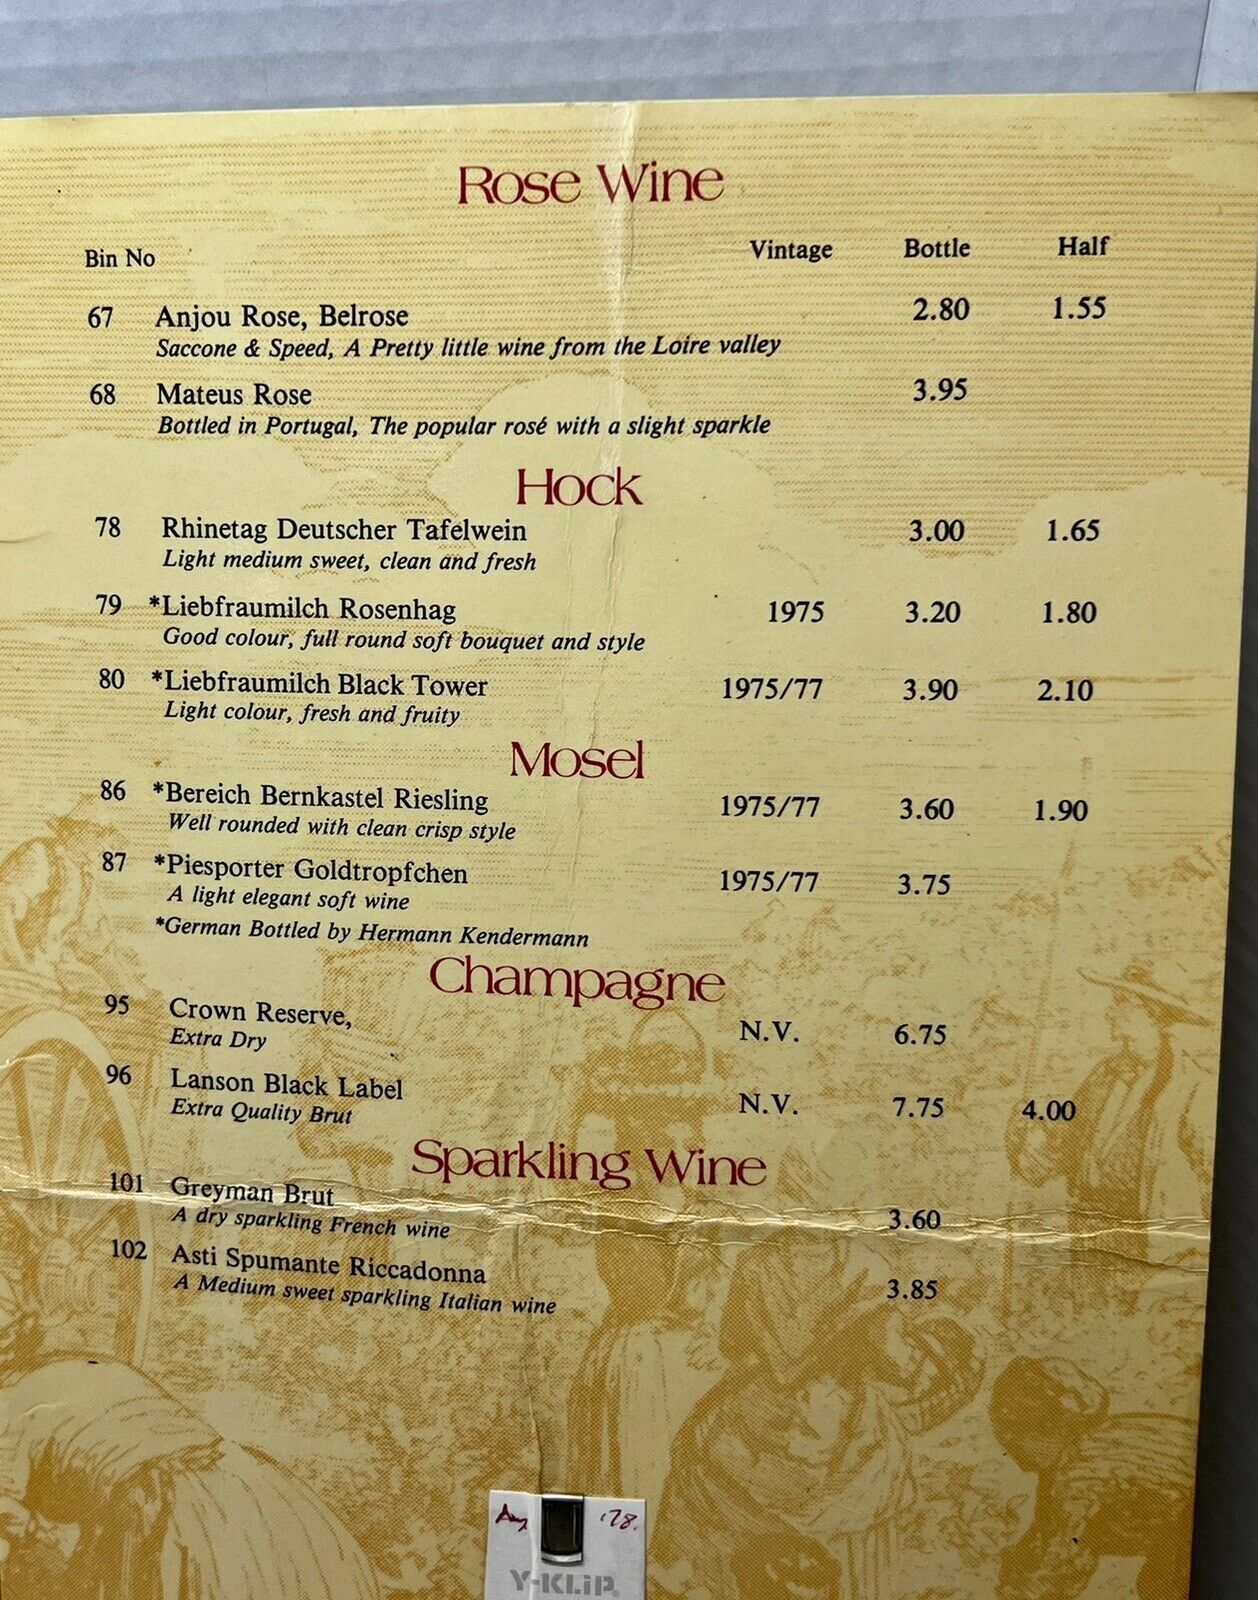 Rose Wine
Bin No Vintage Bottle Half
67 Anjou Rose, Belrose 2.80 1.55
Saccone & Speed, A Pretty little wine from the Loire valley
68 Mateus Rose 3.95
Bottled in Portugal, The popular rosé with a slight sparkle
Hock
78 Rhinetag Deutscher Tafelwein 3.00 1.65
Light medium sweet, clean and fresh
79 *Liebfraumilch Rosenhag 1975 3.20 1.80
Good colour, full round soft bouquet and style
80 *Liebfraumilch Black Tower 1975/77 3.90 2.10
Light colour, fresh and fruity
Mosel
86 *Bereich Bernkastel Riesling 1975/77 3.60 1.90
Well rounded with clean crisp style
87 *Piesporter Goldtropfchen 1975/77 3.75
A light elegant soft wine
*German Bottled by Hermann Kendermann
Champagne
95 Crown Reserve, N.V. 6.75
Extra Dry
96 Lanson Black Label N.V. 7.75 4.00
Extra Quality Brut
Sparkling Wine
101 Greyman Brut 3.60
A dry sparkling French wine
102 Asti Spumante Riccadonna 3.85
A Medium sweet sparkling Italian wine
'78.
Y-KLiP